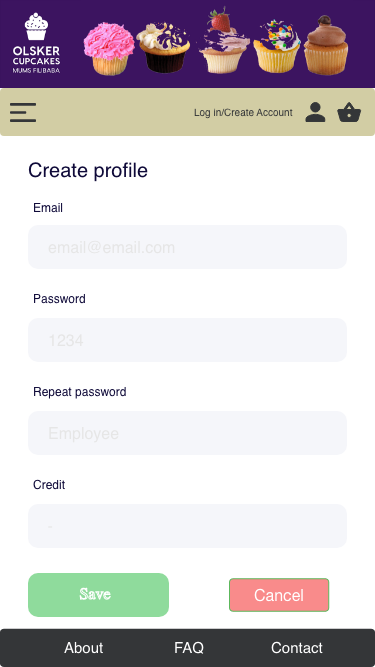 OLSKER
CUPCAKES
MUMS FILIBABA
Log in/Create Account
Create profile
Email
email@email.com
Password
1234
Repeat password
Employee
Credit
-
Save
Cancel
About
FAQ
Contact